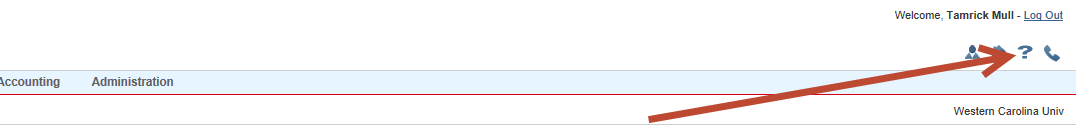 Welcome, Tamrick Mull - Log Out
?
Accounting Administration
Western Carolina Univ